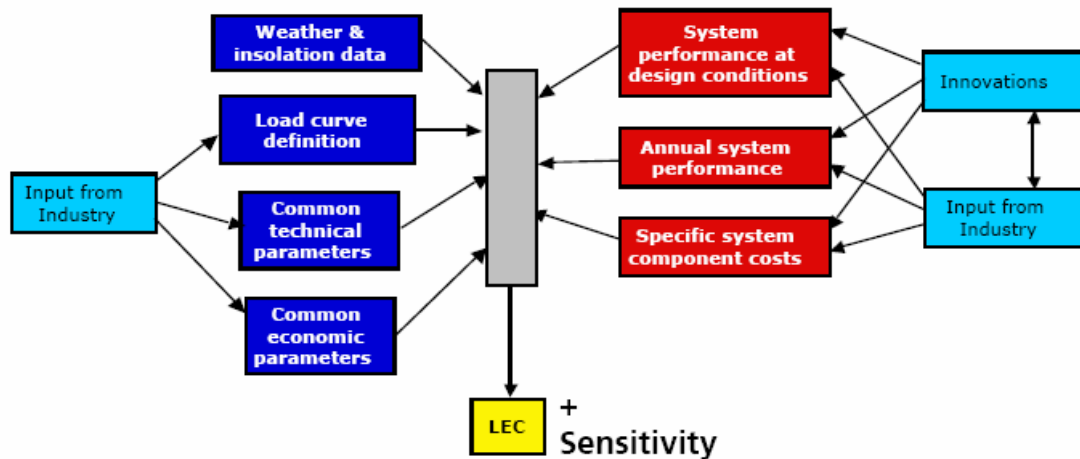 Weather &
insolation data
Load curve
definition
Input from
Industry
Common
technical
parameters
Common
economic
parameters
System
performance at
design conditions
Annual system
performance
Specific system
component costs
Innovations
Input from
Industry
LEC
+
Sensitivity